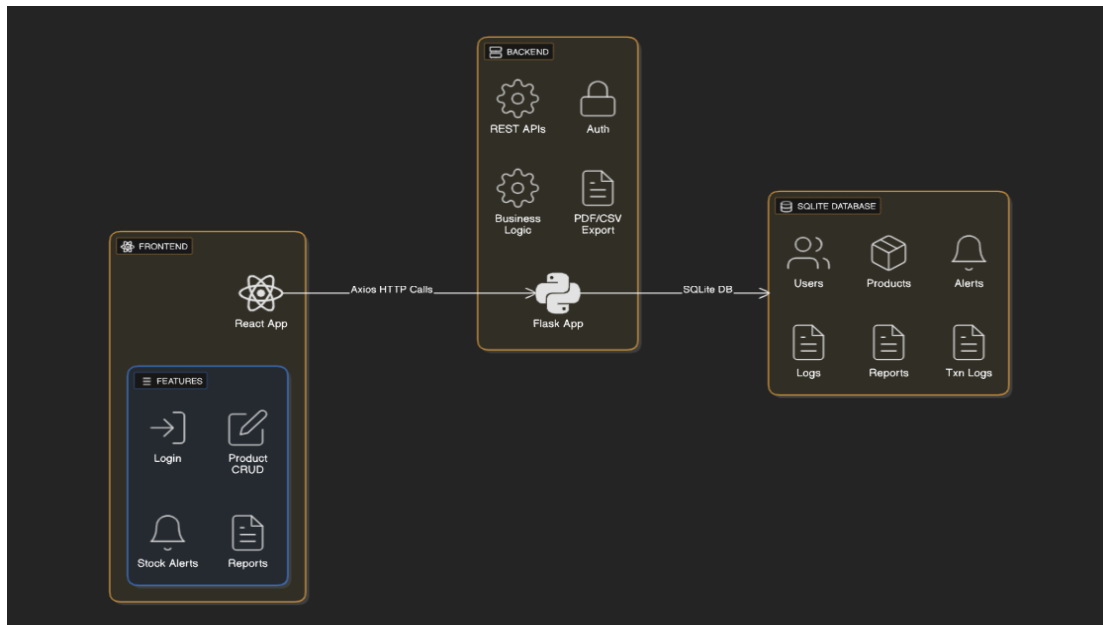 BACKEND
REST APIs
Auth
Business
Logic
PDF/CSV
Export
Flask App
FRONTEND
React App
Axios HTTP Calls
SQLite DB
FEATURES
Login
Product
CRUD
Stock Alerts
Reports
SQLITE DATABASE
Users
Products
Alerts
Logs
Reports
Txn Logs